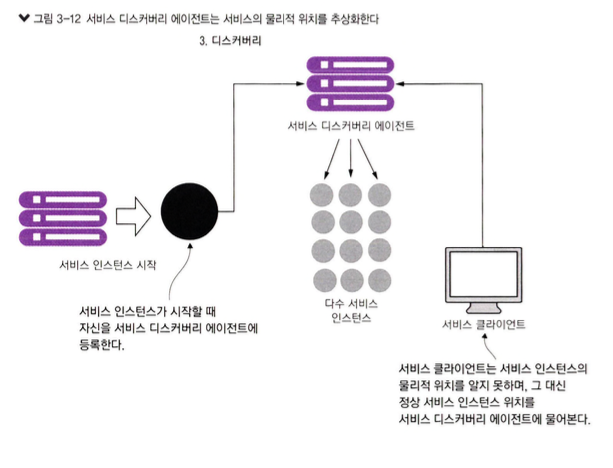 ❤ 그림 3-12 서비스 디스커버리 에이전트는 서비스의 물리적 위치를 추상화한다
3. 디스커버리
서비스 디스커버리 에이전트
서비스 인스턴스 시작
서비스 인스턴스가 시작할 때
자신을 서비스 디스커버리 에이전트에
등록한다.
다수 서비스
인스턴스
서비스 클라이언트
서비스 클라이언트는 서비스 인스턴스의
물리적 위치를 알지 못하며, 그 대신
정상 서비스 인스턴스 위치를
서비스 디스커버리 에이전트에 물어본다.